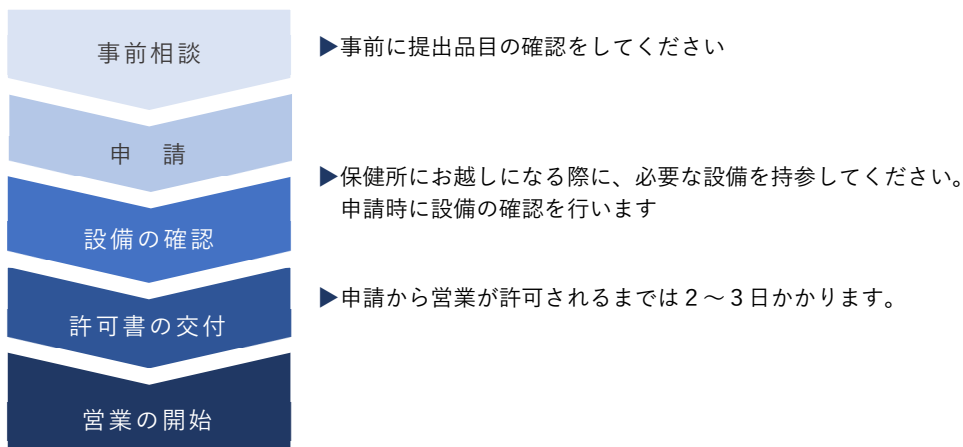 事前相談
▶事前に提出品目の確認をしてください
申　請
▶保健所にお越しになる際に、必要な設備を持参してください。
申請時に設備の確認を行います
設備の確認
▶申請から営業が許可されるまでは２～３日かかります。
許可書の交付
営業の開始